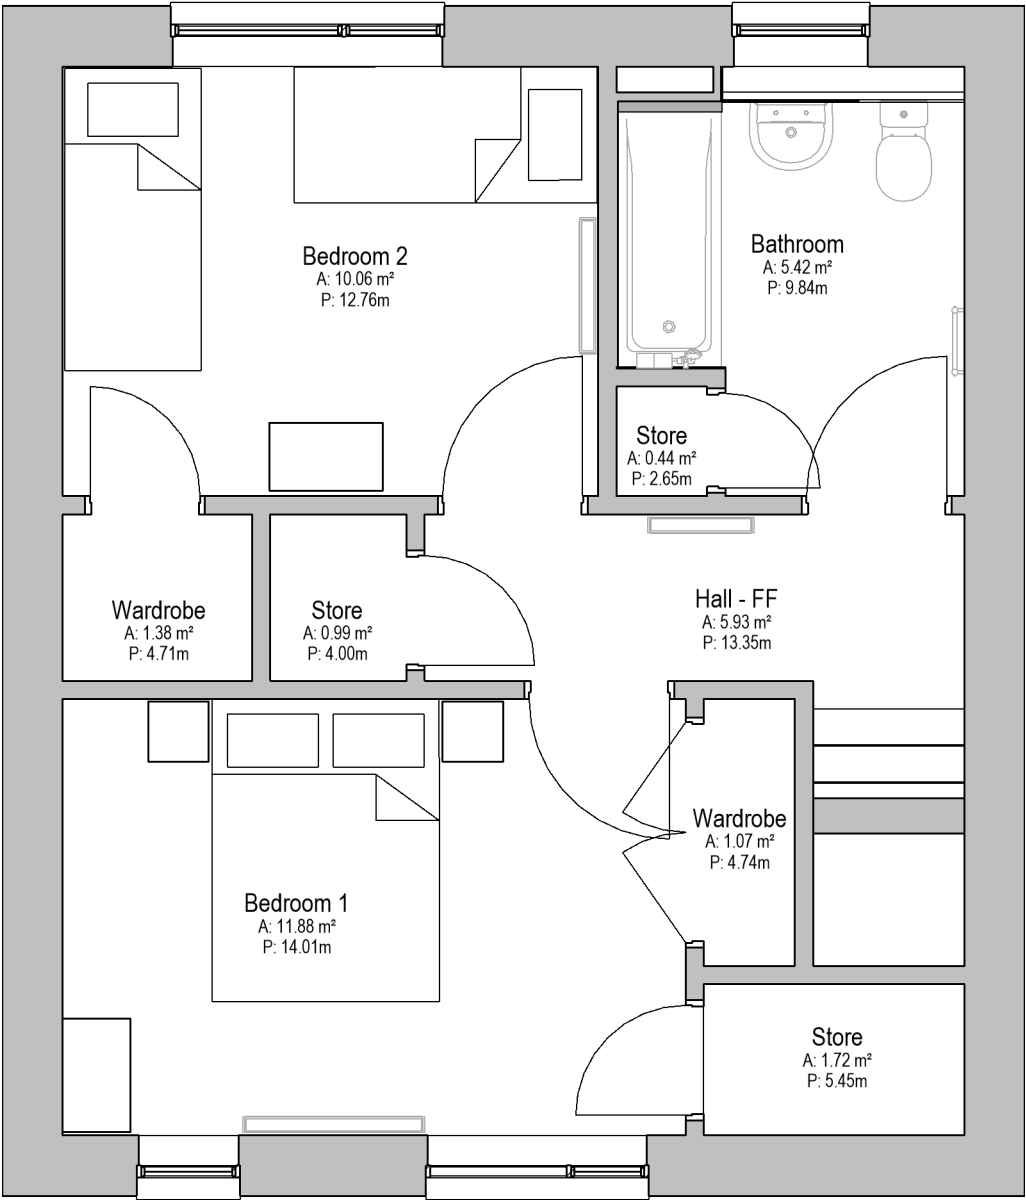 Bedroom 2
A: 10.06 m²
P: 12.76m
Bathroom
A: 5.42 m²
P: 9.84m
Store
A: 0.44 m²
P: 2.65m
Wardrobe
A: 1.38 m²
P: 4.71m
Store
A: 0.99 m²
P: 4.00m
Hall - FF
A: 5.93 m²
P: 13.35m
Wardrobe
A: 1.07 m²
P: 4.74m
Bedroom 1
A: 11.88 m²
P: 14.01m
Store
A: 1.72 m²
P: 5.45m